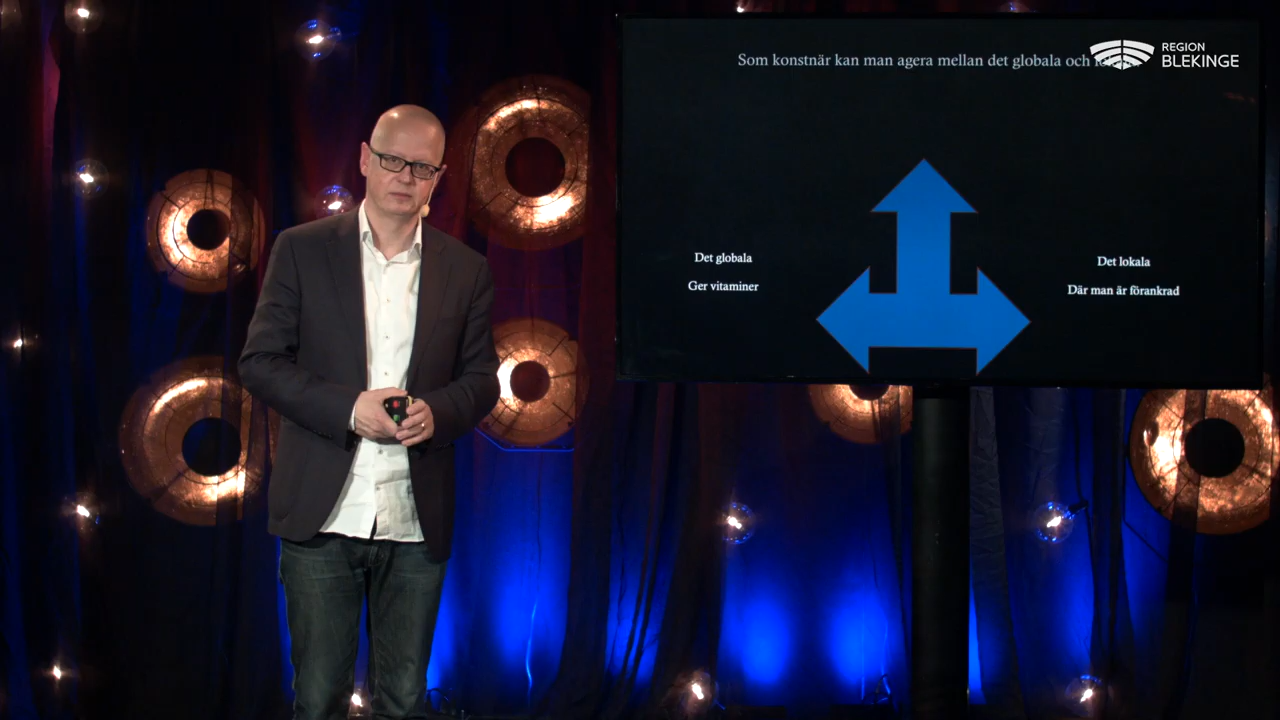 Som konstnär kan man agera mellan det globala och
REGION
BLEKINGE
Det globala
Ger vitaminer
Det lokala
Där man är förankrad